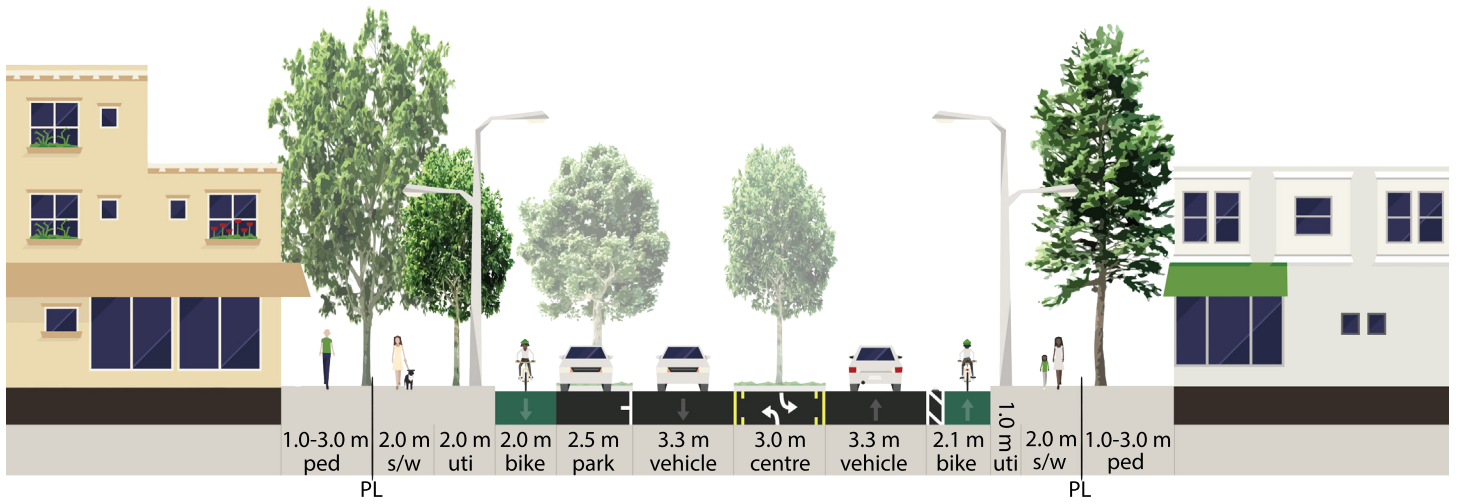 1.0-3.0 m
ped
2.0 m
s/w
2.0 m
uti
2.0 m
bike
2.5 m
park
3.3 m
vehicle
3.0 m
centre
3.3 m
vehicle
2.1 m
bike
1.0 m
uti
2.0 m
s/w
1.0-3.0 m
ped
PL
PL